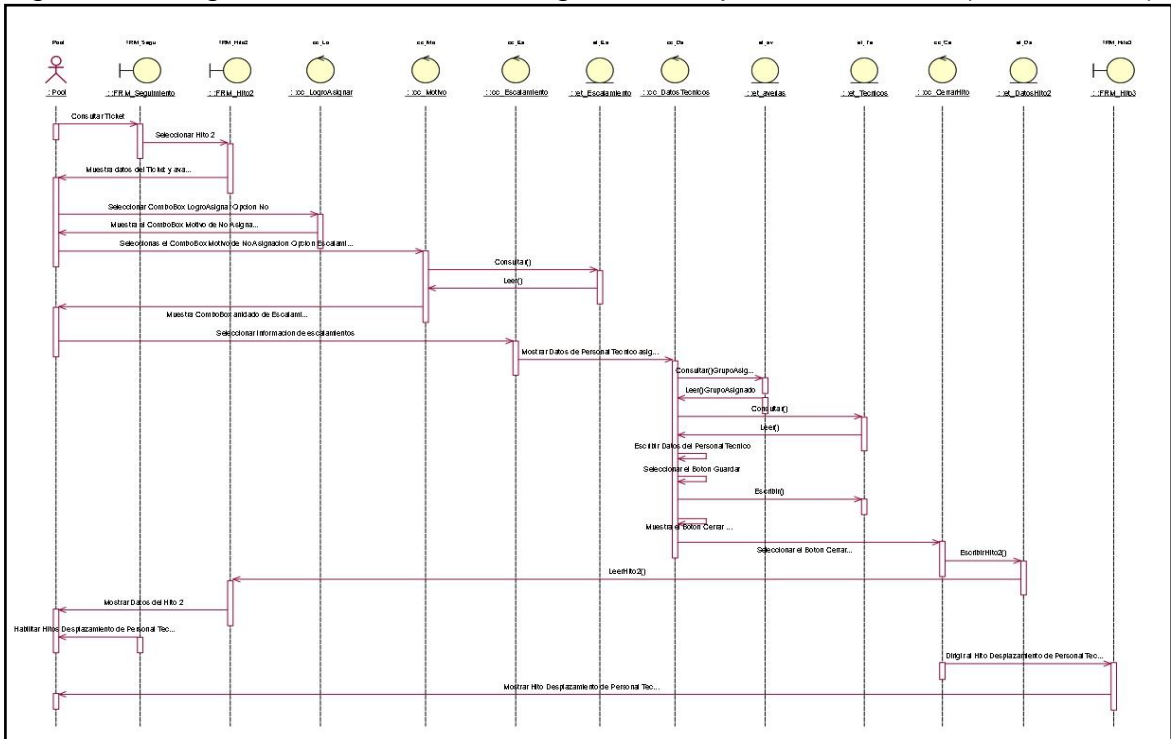 Pool FRM_Segu FRM_Hito2 cc_Lo cc_Mo cc_Es et_Es cc_Da et_av et_Te cc_Ce et_Da FRM_Hito3
: Pool : ::FRM_Seguimiento : ::FRM_Hito2 : ::cc_LogroAsignar : ::cc_Motivo : ::cc_Escalamiento : ::et_Escalamiento : ::cc_DatosTecnicos : ::et_averias : ::et_Tecnicos : ::cc_CerrarHito : ::et_DatosHito2 : ::FRM_Hito3
Consultar Ticket
Seleccionar Hito 2
Muestra datos del Ticket y ava...
Seleccionar ComboBox LogroAsignar Opcion No
Muestra el ComboBox Motivo de No Asigna...
Seleccionas el ComboBox Motivo de NoAsignacion Opcion Escalami...
Consultar()
Leer()
Muestra ComboBox anidado de Escalami...
Seleccionar Informacion de escalamientos
Mostrar Datos de Personal Tecnico asig...
Consultar()GrupoAsig...
Leer()GrupoAsignado
Consultar()
Leer()
Escribir Datos del Personal Tecnico
Seleccionar el Boton Guardar
Escribir()
Muestra el Boton Cerrar ...
Seleccionar el Boton Cerrar...
EscribirHito2()
LeerHito2()
Mostrar Datos del Hito 2
Habilitar Hitos Desplazamiento de Personal Tec...
Dirigir al Hito Desplazamiento de Personal Tec...
Mostrar Hito Desplazamiento de Personal Tec...